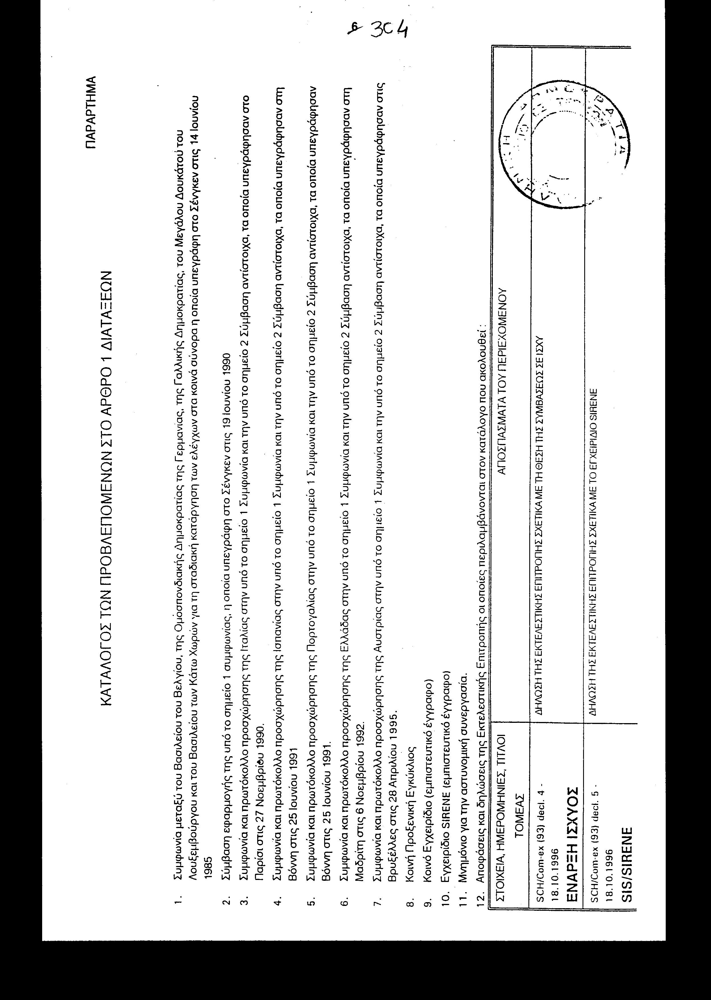 6 304
ΠΑΡΑΡΤΗΜΑ
ΚΑΤΑΛΟΓΟΣ ΤΩΝ ΠΡΟΒΛΕΠΟΜΕΝΩΝ ΣΤΟ ΑΡΘΡΟ 1 ΔΙΑΤΑΞΕΩΝ
1. Συμφωνία μεταξύ του Βασιλείου του Βελγίου, της Ομοσπονδιακής Δημοκρατίας της Γερμανίας, της Γαλλικής Δημοκρατίας, του Μεγάλου Δουκάτου του
Λουξεμβούργου και του Βασιλείου των Κάτω Χωρών για τη σταδιακή κατάργηση των ελέγχων στα κοινά σύνορα η οποία υπεγράφη στο Σένγκεν στις 14 Ιουνίου
1985
2. Σύμβαση εφαρμογής της υπό το σημείο 1 συμφωνίας, η οποία υπεγράφη στο Σένγκεν στις 19 Ιουνίου 1990
3. Συμφωνία και πρωτόκολλο προσχώρησης της Ιταλίας στην υπό το σημείο 1 Συμφωνία και την υπό το σημείο 2 Σύμβαση αντίστοιχα, τα οποία υπεγράφησαν στο
Παρίσι στις 27 Νοεμβρίου 1990.
4. Συμφωνία και πρωτόκολλο προσχώρησης της Ισπανίας στην υπό το σημείο 1 Συμφωνία και την υπό το σημείο 2 Σύμβαση αντίστοιχα, τα οποία υπεγράφησαν στη
Βόννη στις 25 Ιουνίου 1991
5. Συμφωνία και πρωτόκολλο προσχώρησης της Πορτογαλίας στην υπό το σημείο 1 Συμφωνία και την υπό το σημείο 2 Σύμβαση αντίστοιχα, τα οποία υπεγράφησαν
Βόννη στις 25 Ιουνίου 1991.
6. Συμφωνία και πρωτόκολλο προσχώρησης της Ελλάδας στην υπό το σημείο 1 Συμφωνία και την υπό το σημείο 2 Σύμβαση αντίστοιχα, τα οποία υπεγράφησαν στη
Μαδρίτη στις 6 Νοεμβρίου 1992.
7. Συμφωνία και πρωτόκολλο προσχώρησης της Αυστρίας στην υπό το σημείο 1 Συμφωνία και την υπό το σημείο 2 Σύμβαση αντίστοιχα, τα οποία υπεγράφησαν στις
Βρυξέλλες στις 28 Απριλίου 1995.
8. Κοινή Προξενική Εγκύκλιος
9. Κοινό Εγχειρίδιο (εμπιστευτικό έγγραφο)
10. Εγχειρίδιο SIRENE (εμπιστευτικό έγγραφο)
11. Μνημόνιο για την αστυνομική συνεργασία.
12. Αποφάσεις και δηλώσεις της Εκτελεστικής Επιτροπής οι οποίες περιλαμβάνονται στον κατάλογο που ακολουθεί :
ΣΤΟΙΧΕΙΑ, ΗΜΕΡΟΜΗΝΙΕΣ, ΤΙΤΛΟΙ
ΤΟΜΕΑΣ
ΑΠΟΣΠΑΣΜΑΤΑ ΤΟΥ ΠΕΡΙΕΧΟΜΕΝΟΥ
SCH/Com-ex (93) decl. 4 -
18.10.1996
ΕΝΑΡΞΗ ΙΣΧΥΟΣ
ΔΗΛΩΣΗ ΤΗΣ ΕΚΤΕΛΕΣΤΙΚΗΣ ΕΠΙΤΡΟΠΗΣ ΣΧΕΤΙΚΑ ΜΕ ΤΗ ΘΕΣΗ ΤΗΣ ΣΥΜΒΑΣΕΩΣ ΣΕ ΙΣΧΥ
SCH/Com-ex (93) decl. 5 -
18.10.1996
SIS/SIRENE
ΔΗΛΩΣΗ ΤΗΣ ΕΚΤΕΛΕΣΤΙΚΗΣ ΕΠΙΤΡΟΠΗΣ ΣΧΕΤΙΚΑ ΜΕ ΤΟ ΕΓΧΕΙΡΙΔΙΟ SIRENE
ΔΗΜΟΚΡΑΤΙΑ